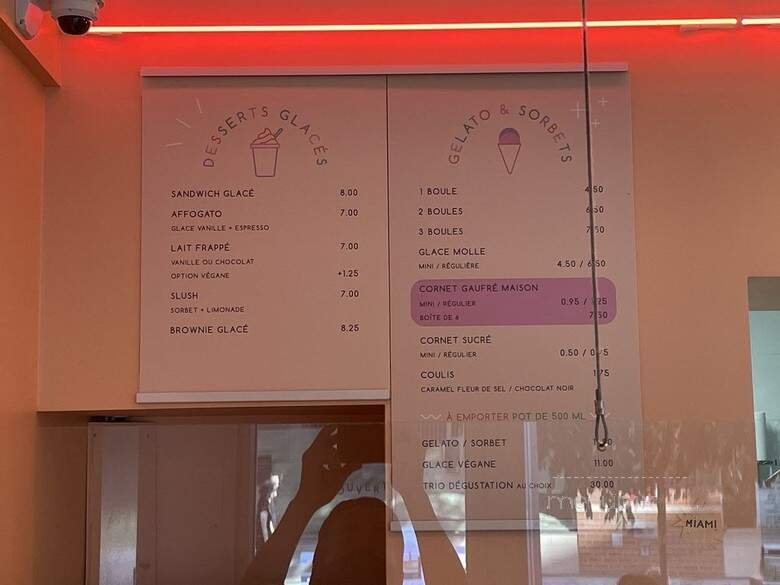 DESSERTS GLACÉS
SANDWICH GLACÉ 8.00
AFFOGATO 7.00
GLACE VANILLE + ESPRESSO
LAIT FRAPPÉ 7.00
VANILLE OU CHOCOLAT
OPTION VÉGANE +1.25
SLUSH 7.00
SORBET + LIMONADE
BROWNIE GLACÉ 8.25
GELATO & SORBETS
1 BOULE
2 BOULES
3 BOULES
GLACE MOLLE
MINI / RÉGULIÈRE 4.50 /
CORNET GAUFRÉ MAISON
MINI / RÉGULIER 0.95 /
BOÎTE DE 6
CORNET SUCRÉ
MINI / RÉGULIER 0.50 /
COULIS
CARAMEL FLEUR DE SEL / CHOCOLAT NOIR
À EMPORTER POT DE 500 ML
GELATO / SORBET
GLACE VÉGANE 11.00
TRIO DÉGUSTATION AU CHOIX 30.00
OUVERT
MIAMI